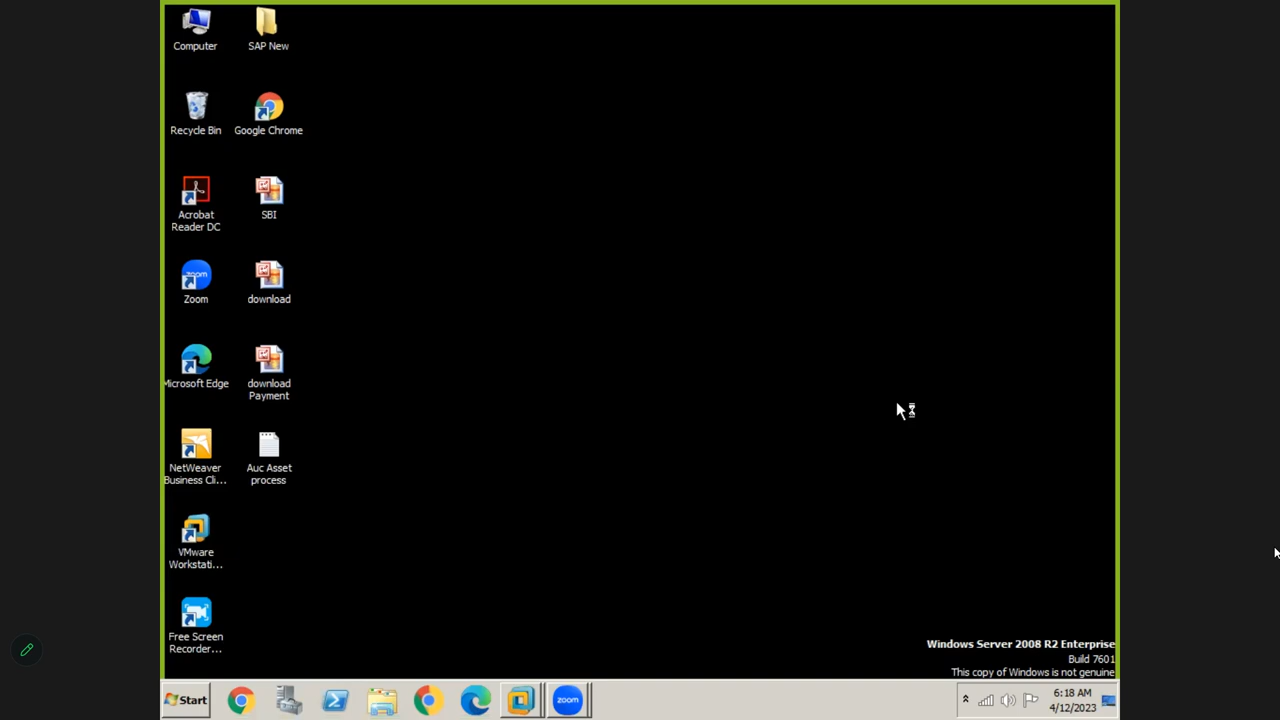 Computer
SAP New
Recycle Bin
Google Chrome
Acrobat
Reader DC
SBI
zoom
Zoom
download
Microsoft Edge
download
Payment
NetWeaver
Business Cli...
Auc Asset
process
VMware
Workstati...
Free Screen
Recorder...
Windows Server 2008 R2 Enterprise
Build 7601
This copy of Windows is not genuine
Start
zoom
6:18 AM
4/12/2023